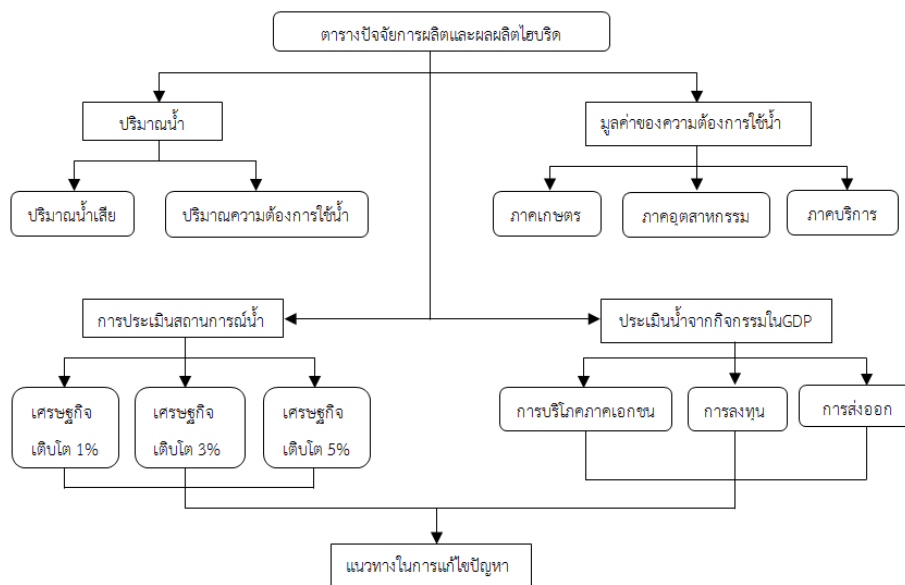 ตารางปัจจัยการผลิตและผลผลิตไฮบริด
ปริมาณน้ำ
มูลค่าของความต้องการใช้น้ำ
ปริมาณน้ำเสีย
ปริมาณความต้องการใช้น้ำ
ภาคเกษตร
ภาคอุตสาหกรรม
ภาคบริการ
การประเมินสถานการณ์น้ำ
ประเมินน้ำจากกิจกรรมในGDP
เศรษฐกิจ
เติบโต 1%
เศรษฐกิจ
เติบโต 3%
เศรษฐกิจ
เติบโต 5%
การบริโภคภาคเอกชน
การลงทุน
การส่งออก
แนวทางในการแก้ไขปัญหา